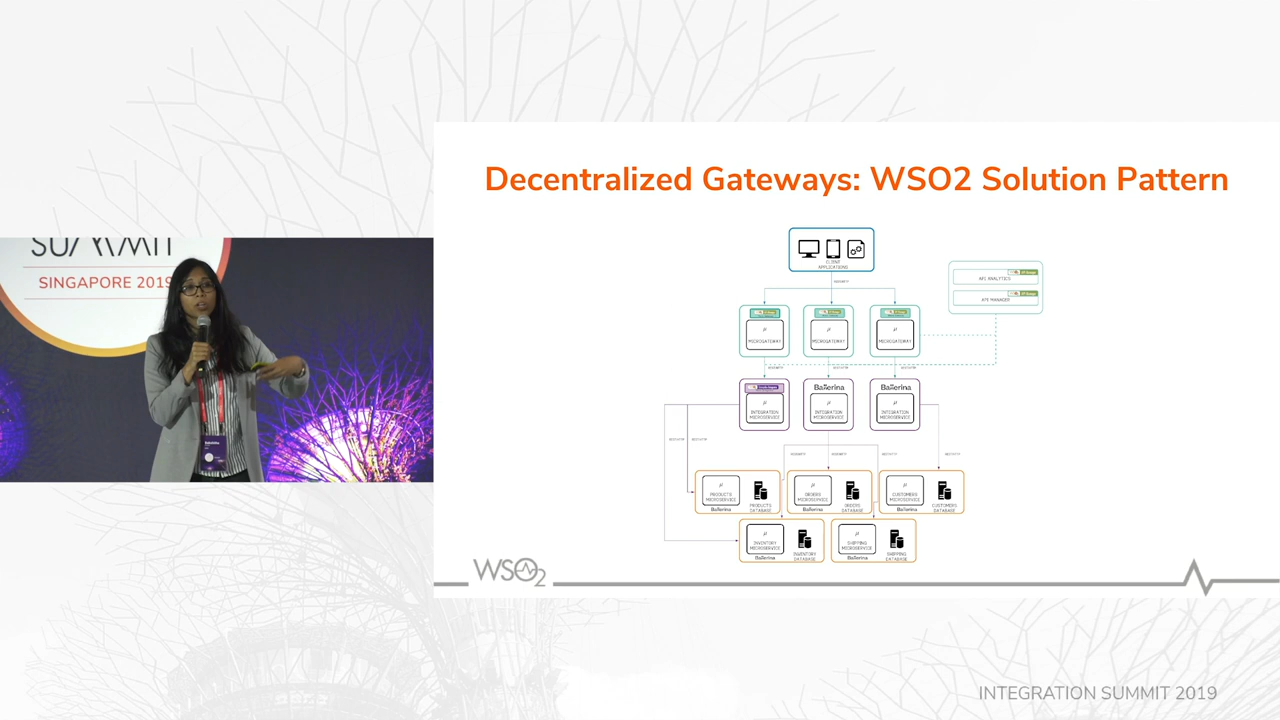 SUMMIT
SINGAPORE 2019
Decentralized Gateways: WSO2 Solution Pattern
CLIENT
APPLICATIONS
API ANALYTICS
API MANAGER
μ
MICROGATEWAY
μ
MICROGATEWAY
μ
MICROGATEWAY
μ
INTEGRATION
MICROSERVICE
Ballerina
μ
INTEGRATION
MICROSERVICE
Ballerina
μ
INTEGRATION
MICROSERVICE
μ
PRODUCTS
MICROSERVICE
Ballerina
PRODUCTS
DATABASE
μ
ORDERS
MICROSERVICE
Ballerina
ORDERS
DATABASE
μ
CUSTOMERS
MICROSERVICE
Ballerina
CUSTOMERS
DATABASE
μ
INVENTORY
MICROSERVICE
Ballerina
INVENTORY
DATABASE
μ
SHIPPING
MICROSERVICE
Ballerina
SHIPPING
DATABASE
WSO2
INTEGRATION SUMMIT 2019